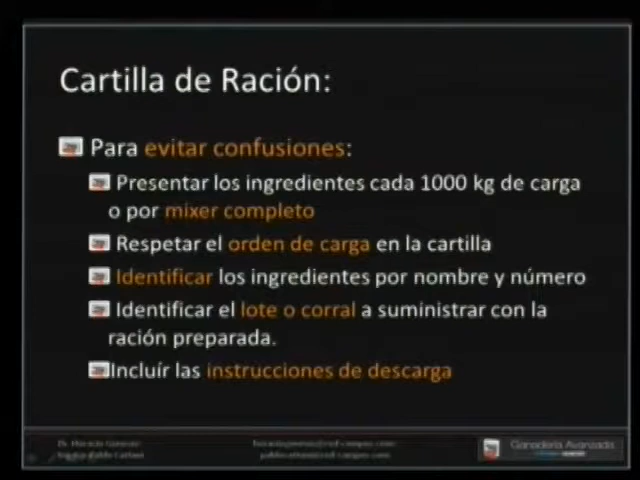 Cartilla de Ración:
Para evitar confusiones:
Presentar los ingredientes cada 1000 kg de carga
o por mixer completo
Respetar el orden de carga en la cartilla
Identificar los ingredientes por nombre y número
Identificar el lote o corral a suministrar con la
ración preparada.
Incluír las instrucciones de descarga
Ganadería Avanzada